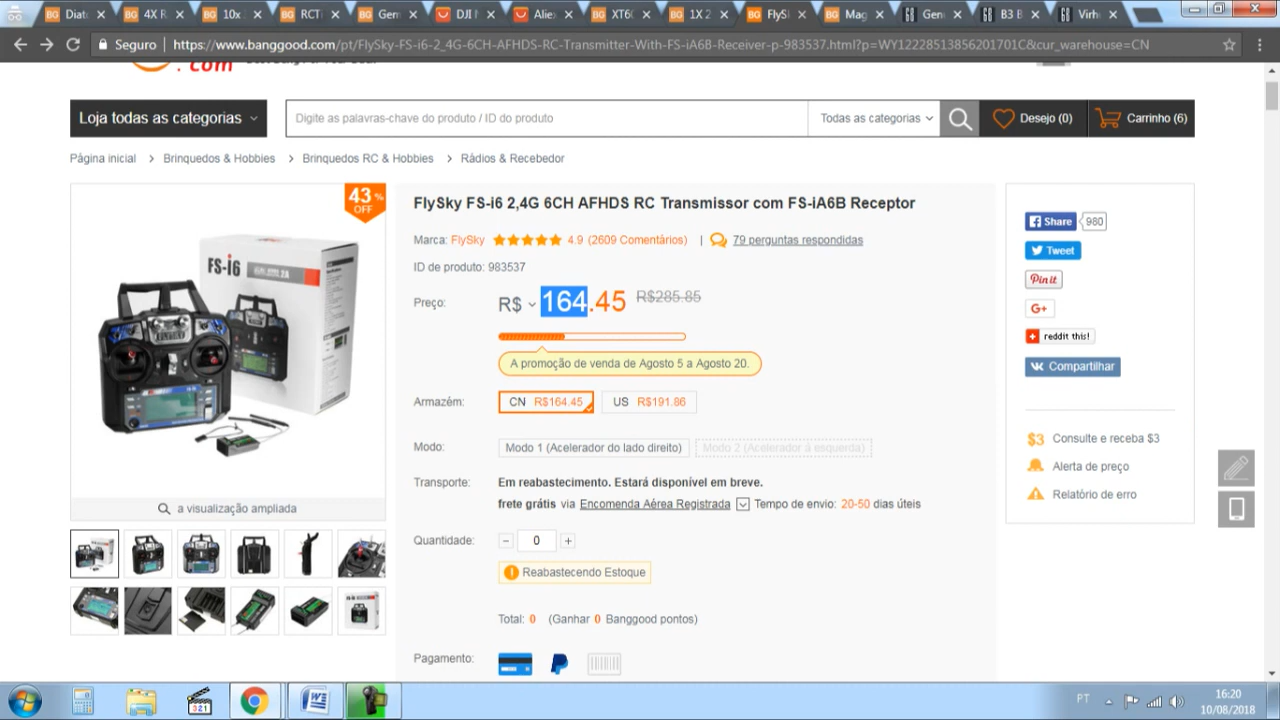 Diato
4X R
10x
RCT
Gem
DJI
Aliex
XT6
1X 2
FlySk
Mag
Gen
B3 B
Virh
Seguro | https://www.banggood.com/pt/FlySky-FS-i6-2_4G-6CH-AFHDS-RC-Transmitter-With-FS-iA6B-Receiver-p-983537.html?p=WY12228513856201701C&cur_warehouse=CN
.com
Loja todas as categorias
Digite as palavras-chave do produto / ID do produto
Todas as categorias
Desejo (0)
Carrinho (6)
Página inicial > Brinquedos & Hobbies > Brinquedos RC & Hobbies > Rádios & Recebedor
43 %
OFF
FS-i6
FlySky FS-i6 2,4G 6CH AFHDS RC Transmissor com FS-iA6B Receptor
Marca: FlySky 4.9 (2609 Comentários) | 79 perguntas respondidas
ID de produto: 983537
Preço: R$ 164.45 R$285.85
A promoção de venda de Agosto 5 a Agosto 20.
Armazém: CN R$164.45 US R$191.86
Modo: Modo 1 (Acelerador do lado direito) Modo 2 (Acelerador à esquerda)
Transporte: Em reabastecimento. Estará disponível em breve.
frete grátis via Encomenda Aérea Registrada Tempo de envio: 20-50 dias úteis
Quantidade: − 0 +
Reabastecendo Estoque
Total: 0 (Ganhar 0 Banggood pontos)
Pagamento:
a visualização ampliada
Share 980
Tweet
Pin it
G+
reddit this!
Compartilhar
$3 Consulte e receba $3
Alerta de preço
Relatório de erro
PT
16:20
10/08/2018